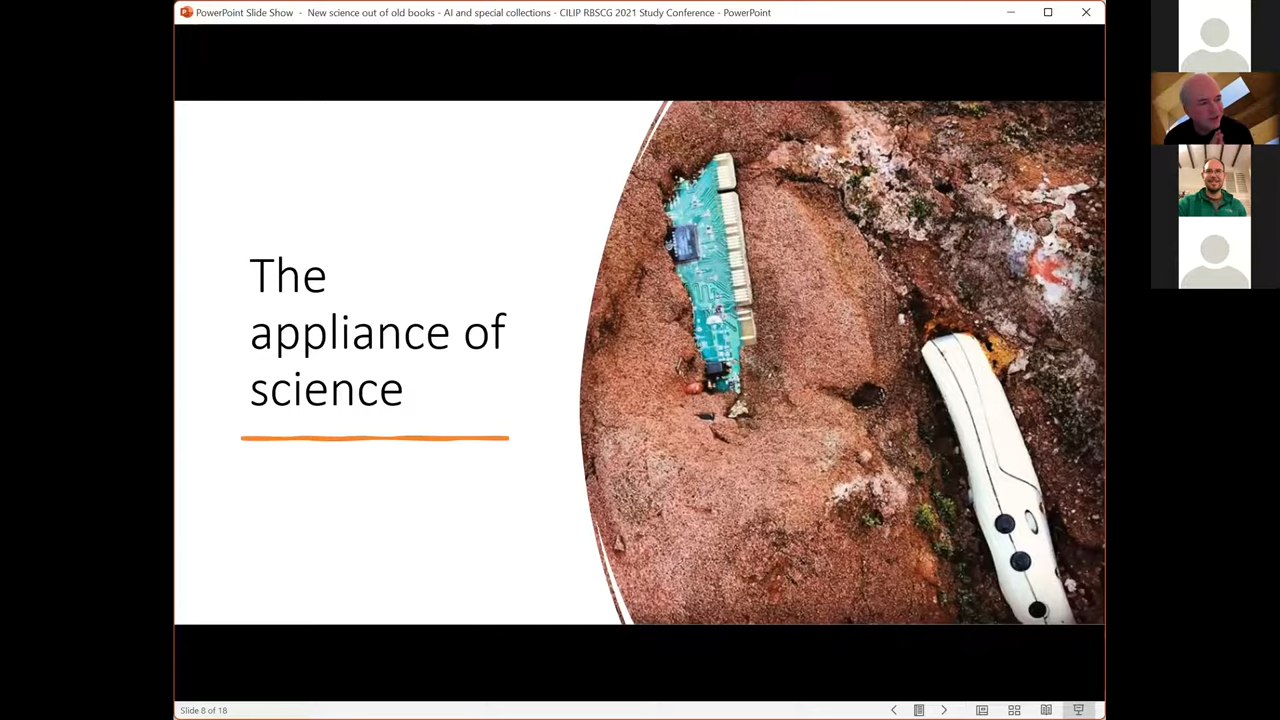 PowerPoint Slide Show - New science out of old books - AI and special collections - CILIP RBSCG 2021 Study Conference - PowerPoint
The
appliance of
science
Slide 8 of 18